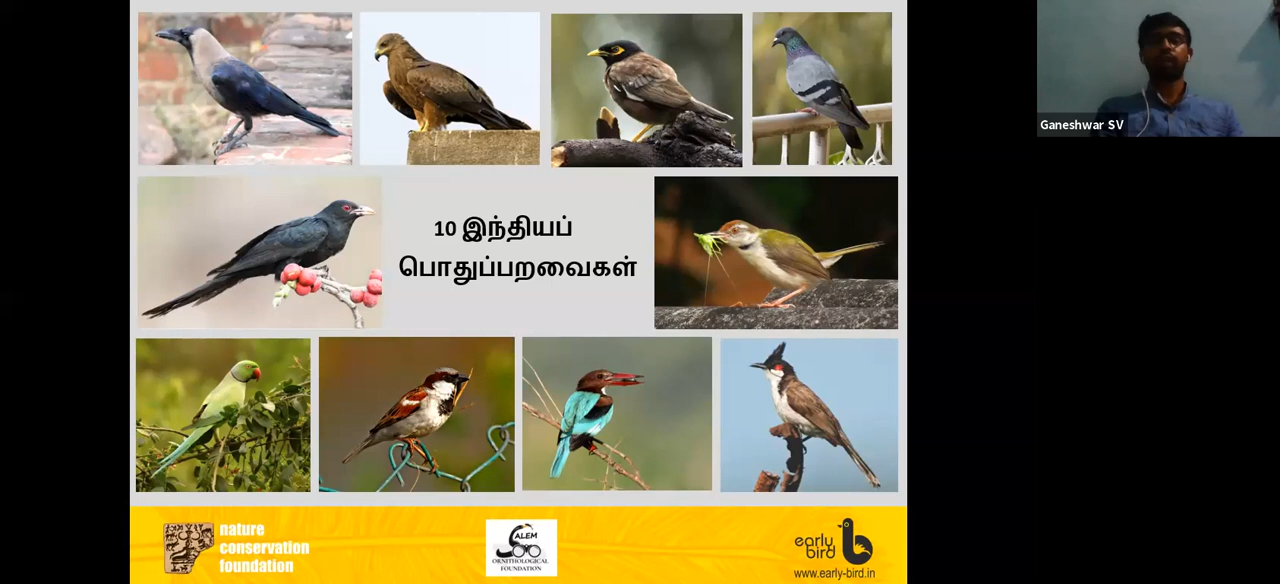 Ganeshwar SV
10 இந்தியப்
பொதுப்பறவைகள்
nature
conservation
foundation
SALEM
ORNITHOLOGICAL
FOUNDATION
early
bird
www.early-bird.in